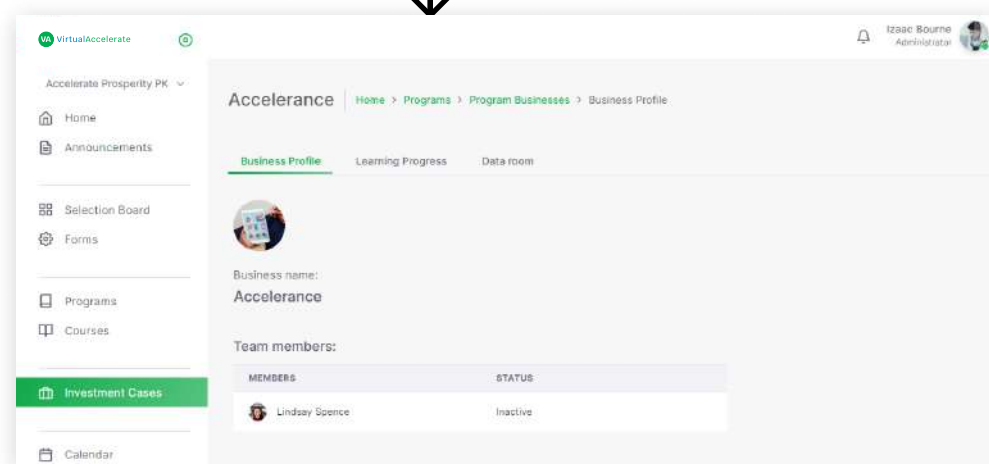 VA VirtualAccelerate
Izaac Bourne
Administrator
Accelerate Prosperity PK
Home
Announcements
Selection Board
Forms
Programs
Courses
Investment Cases
Calendar
Accelerance
Home > Programs > Program Businesses > Business Profile
Business Profile Learning Progress Data room
Business name:
Accelerance
Team members:
MEMBERS STATUS
Lindsay Spence Inactive